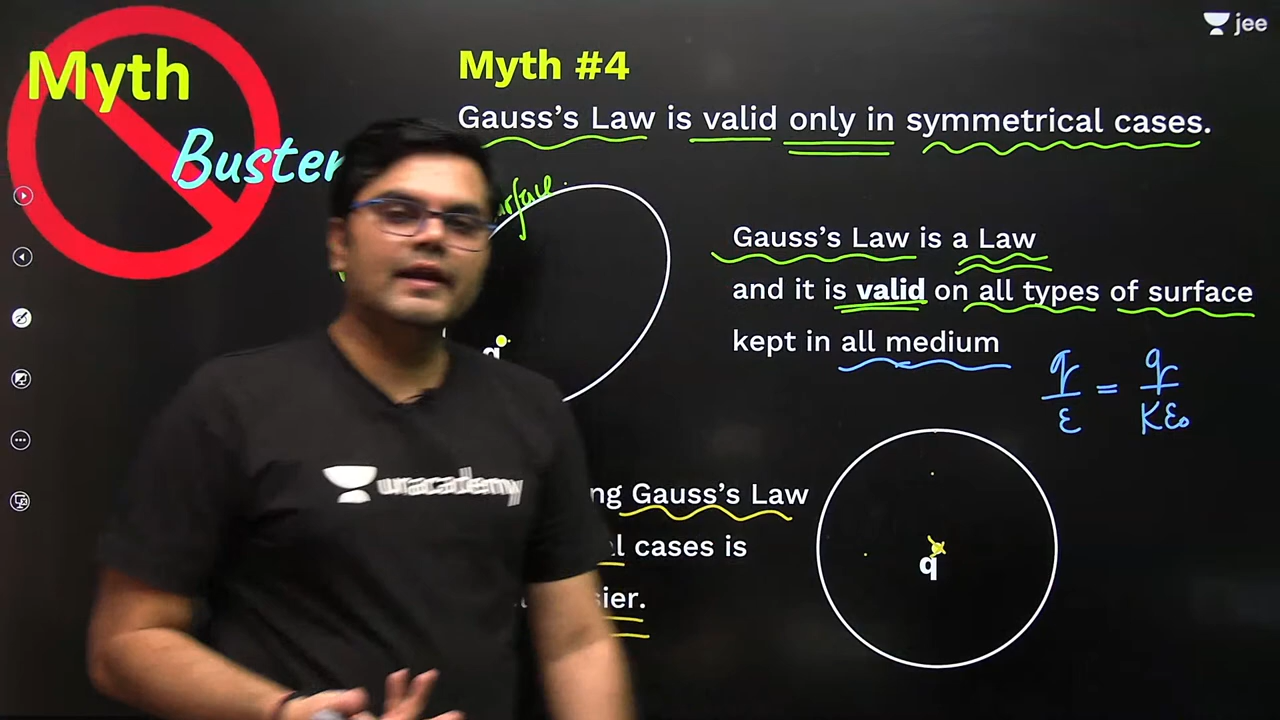 jee
Myth
Buster
Myth #4
Gauss's Law is valid only in symmetrical cases.
Gauss's Law is a Law
and it is valid on all types of surface
kept in all medium
q/ε = q/Kε₀
q
unacademy
Gauss's Law
cases is
q